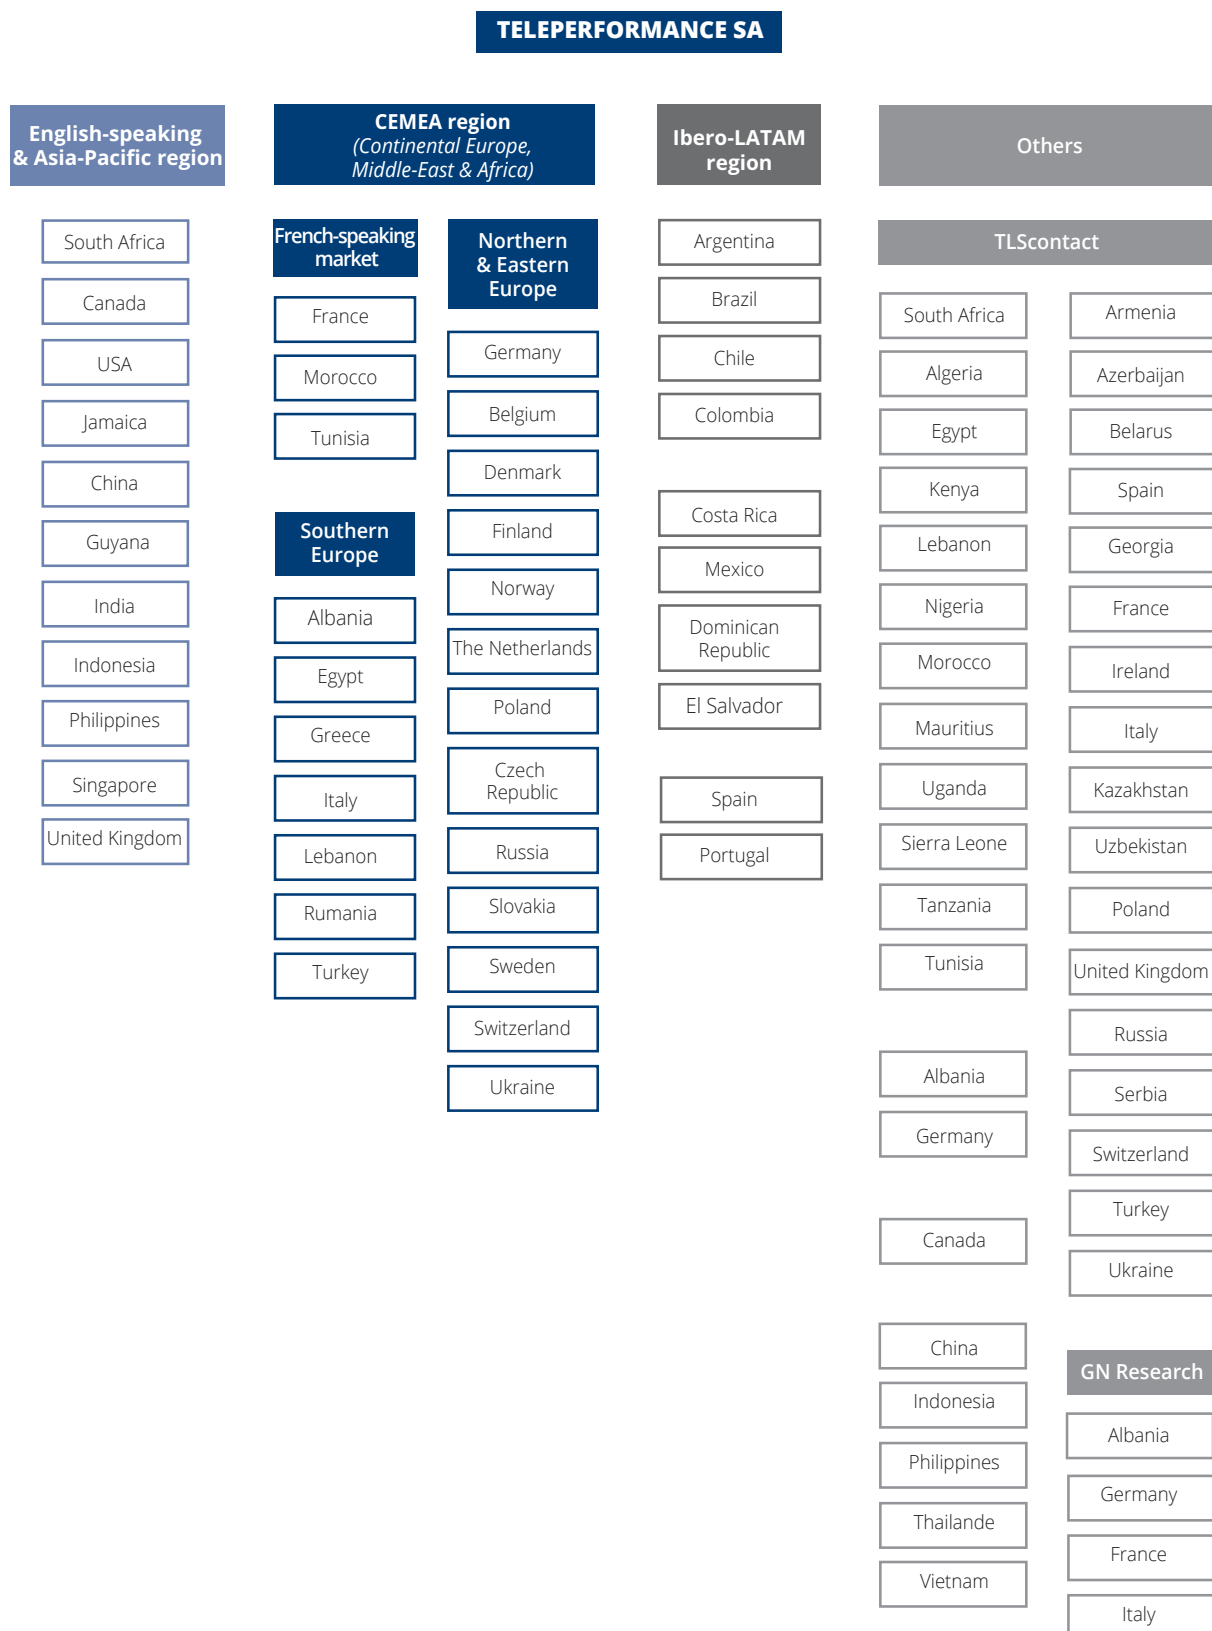 TELEPERFORMANCE SA
English-speaking
& Asia-Pacific region
South Africa
Canada
USA
Jamaica
China
Guyana
India
Indonesia
Philippines
Singapore
United Kingdom
CEMEA region
(Continental Europe,
Middle-East & Africa)
French-speaking
market
France
Morocco
Tunisia
Southern
Europe
Albania
Egypt
Greece
Italy
Lebanon
Rumania
Turkey
Northern
& Eastern
Europe
Germany
Belgium
Denmark
Finland
Norway
The Netherlands
Poland
Czech
Republic
Russia
Slovakia
Sweden
Switzerland
Ukraine
Ibero-LATAM
region
Argentina
Brazil
Chile
Colombia
Costa Rica
Mexico
Dominican
Republic
El Salvador
Spain
Portugal
Others
TLScontact
South Africa
Algeria
Egypt
Kenya
Lebanon
Nigeria
Morocco
Mauritius
Uganda
Sierra Leone
Tanzania
Tunisia
Albania
Germany
Canada
China
Indonesia
Philippines
Thailande
Vietnam
Armenia
Azerbaijan
Belarus
Spain
Georgia
France
Ireland
Italy
Kazakhstan
Uzbekistan
Poland
United Kingdom
Russia
Serbia
Switzerland
Turkey
Ukraine
GN Research
Albania
Germany
France
Italy